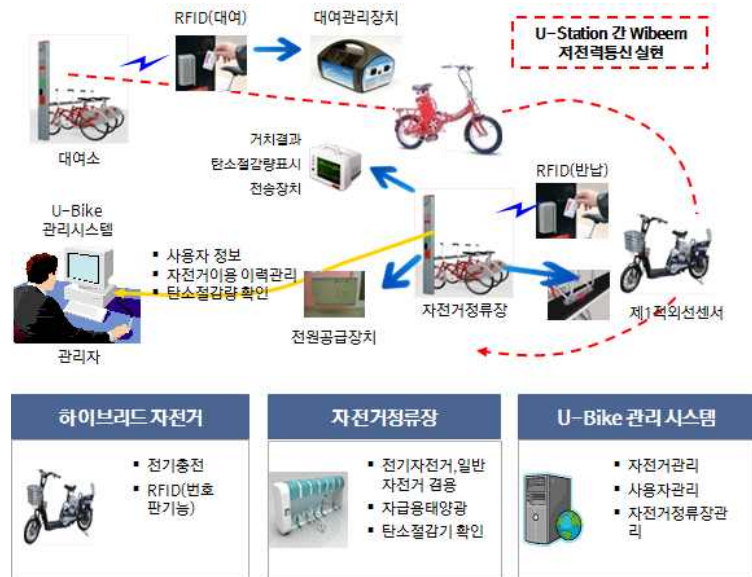 RFID(대여)
대여관리장치
U-Station 간 Wibeem
저전력통신 실현
대여소
거치결과
탄소절감량표시
전송장치
RFID(반납)
U-Bike
관리시스템
▪ 사용자 정보
▪ 자전거이용 이력관리
▪ 탄소절감량 확인
관리자
전원공급장치
자전거정류장
제1적외선센서
하이브리드 자전거
▪ 전기충전
▪ RFID(번호
판기능)
자전거정류장
▪ 전기자전거,일반
자전거 겸용
▪ 자급용태양광
▪ 탄소절감기 확인
U-Bike 관리 시스템
▪ 자전거관리
▪ 사용자관리
▪ 자전거정류장관
리